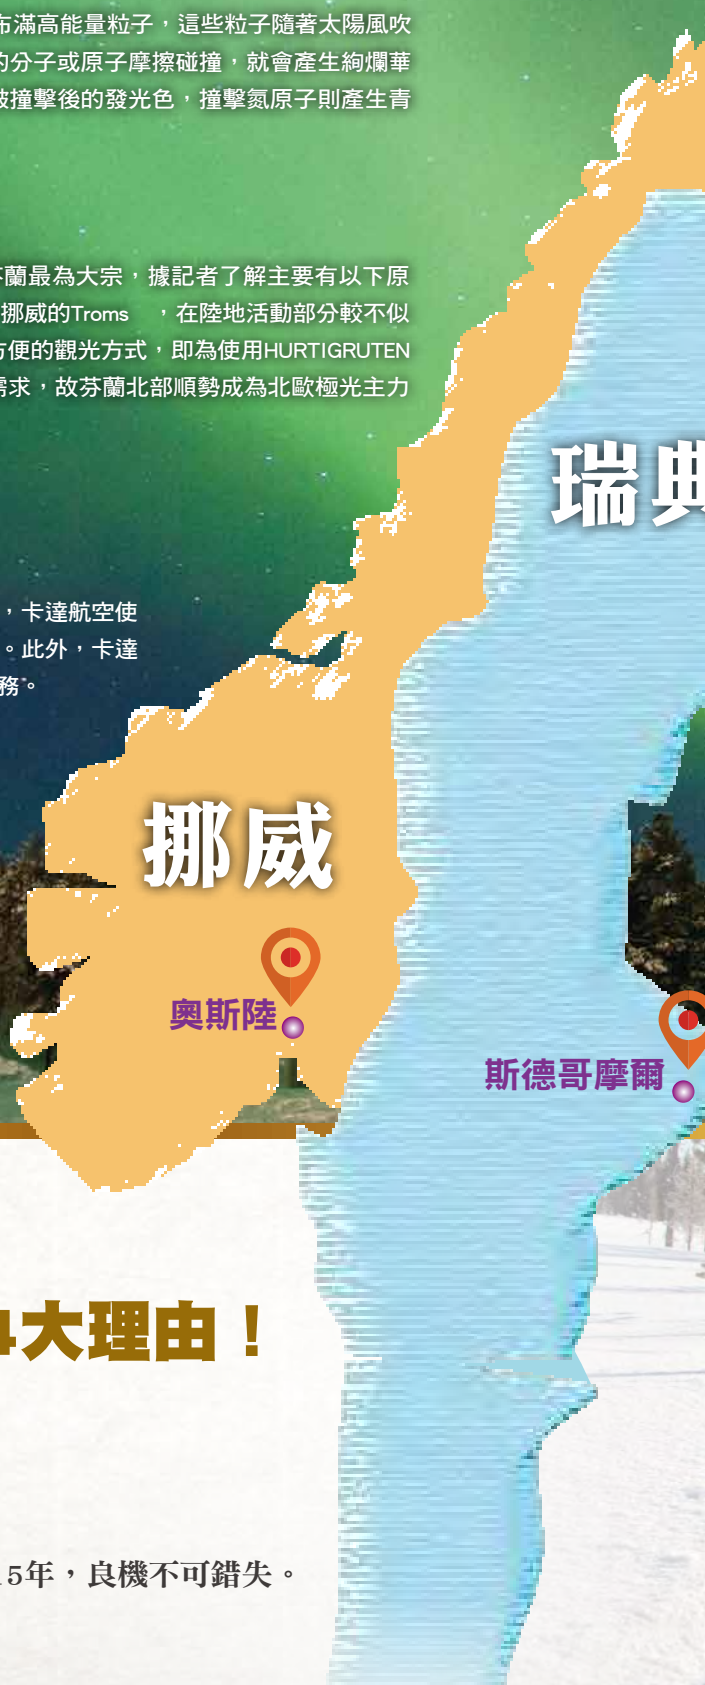 布滿高能量粒子，這些粒子隨著太陽風吹
的分子或原子摩擦碰撞，就會產生絢爛華
被撞擊後的發光色，撞擊氮原子則產生青
芬蘭最為大宗，據記者了解主要有以下原
挪威的Troms ，在陸地活動部分較不似
方便的觀光方式，即為使用HURTIGRUTEN
需求，故芬蘭北部順勢成為北歐極光主力
瑞典
，卡達航空使
。此外，卡達
務。
挪威
奧斯陸
斯德哥摩爾
4大理由！
15年，良機不可錯失。